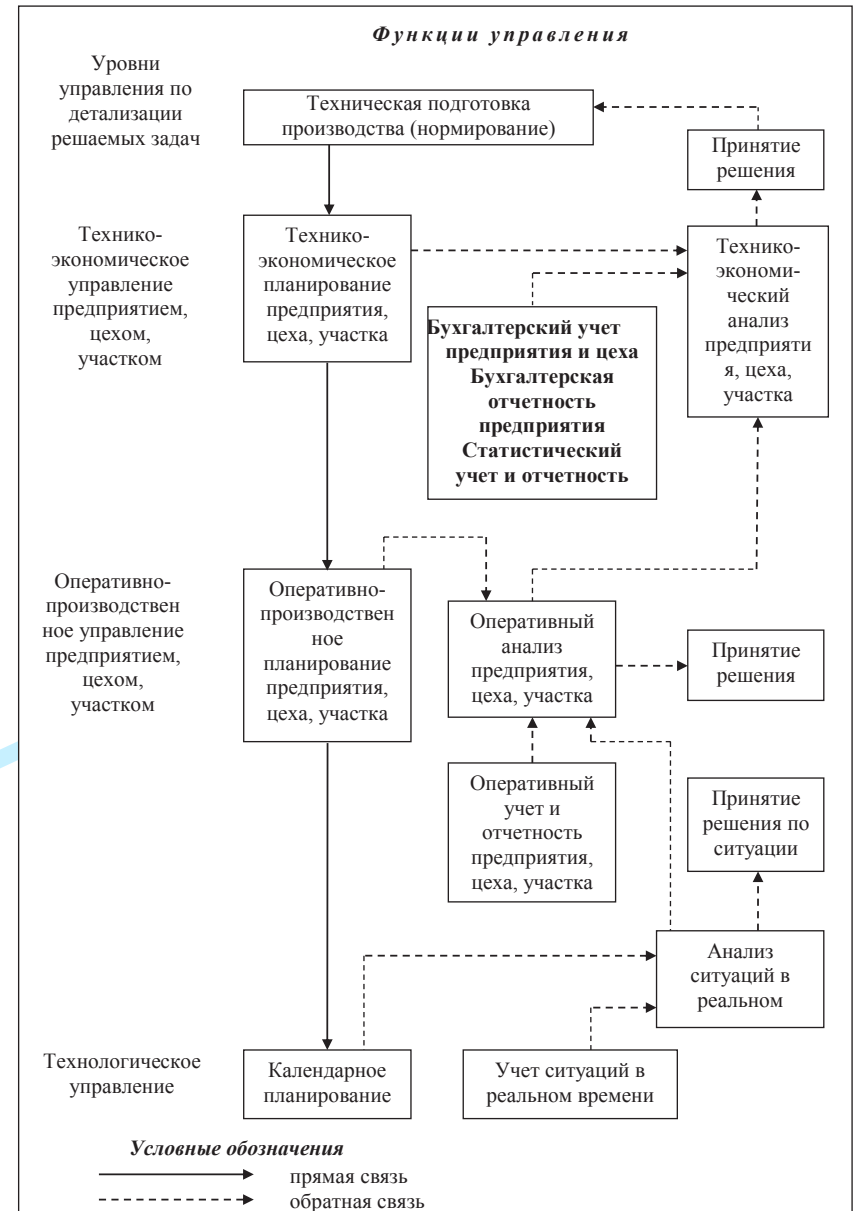 Функции управления
Уровни
управления по
детализации
решаемых задач
Техническая подготовка
производства (нормирование)
Принятие
решения
Технико-
экономическое
управление
предприятием,
цехом,
участком
Технико-
экономическое
планирование
предприятия,
цеха, участка
Технико-
экономи-
ческий
анализ
предприяти
я, цеха,
участка
Бухгалтерский учет
предприятия и цеха
Бухгалтерская
отчетность
предприятия
Статистический
учет и отчетность
Оперативно-
производствен
ное управление
предприятием,
цехом,
участком
Оперативно-
производствен
ное
планирование
предприятия,
цеха, участка
Оперативный
анализ
предприятия,
цеха, участка
Принятие
решения
Оперативный
учет и
отчетность
предприятия,
цеха, участка
Принятие
решения по
ситуации
Анализ
ситуаций в
реальном
Технологическое
управление
Календарное
планирование
Учет ситуаций в
реальном времени
Условные обозначения
прямая связь
обратная связь